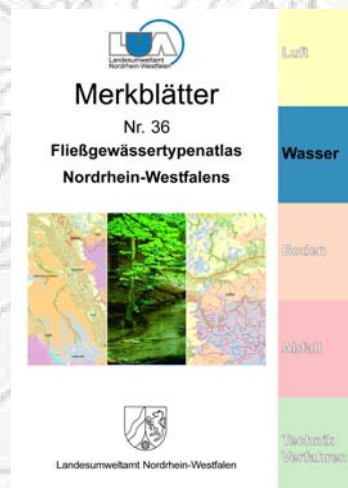 LUA
Landesumweltamt
Nordrhein-Westfalen
Merkblätter
Nr. 36
Fließgewässertypenatlas
Nordrhein-Westfalens
Landesumweltamt Nordrhein-Westfalen
Luft
Wasser
Boden
Abfall
Technik
Verfahren